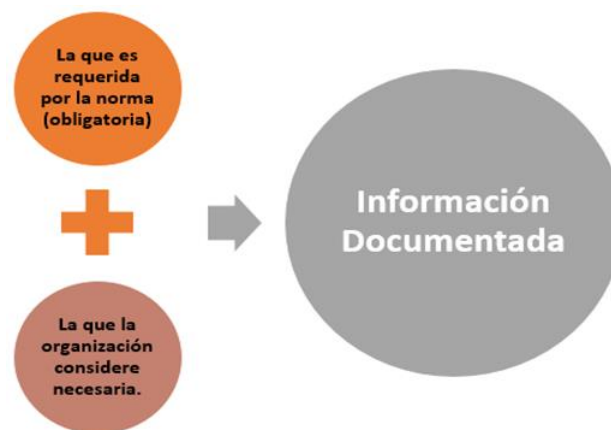 La que es
requerida
por la norma
(obligatoria)
La que la
organización
considere
necesaria.
Información
Documentada